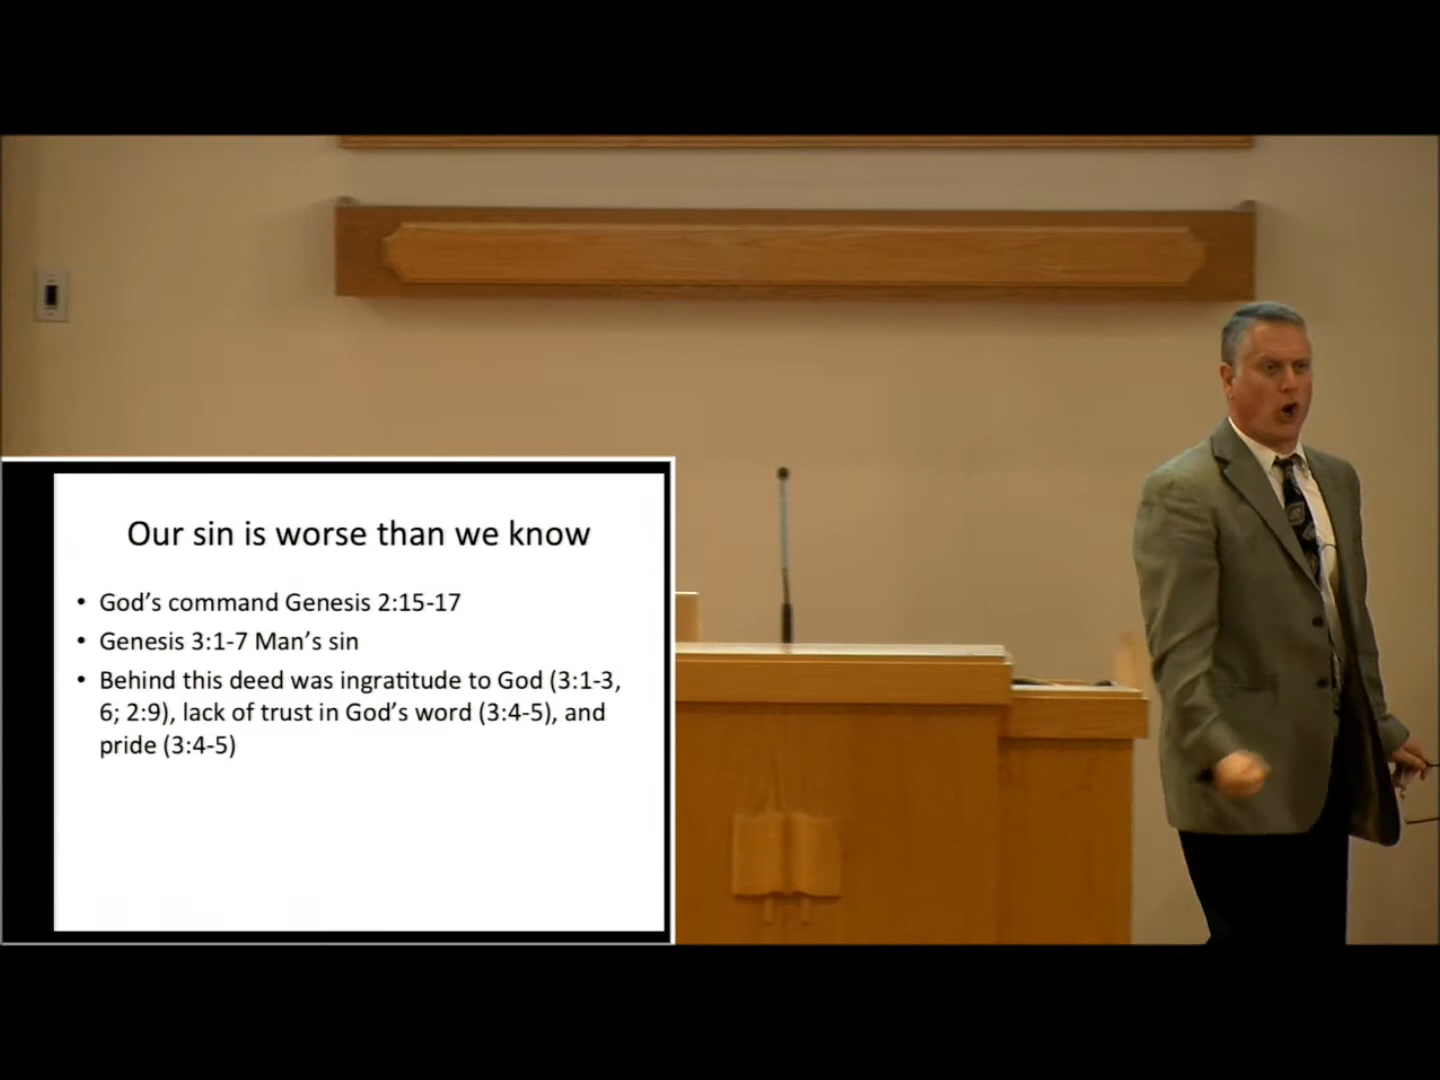 Our sin is worse than we know
• God’s command Genesis 2:15-17
• Genesis 3:1-7 Man’s sin
• Behind this deed was ingratitude to God (3:1-3,
6; 2:9), lack of trust in God’s word (3:4-5), and
pride (3:4-5)